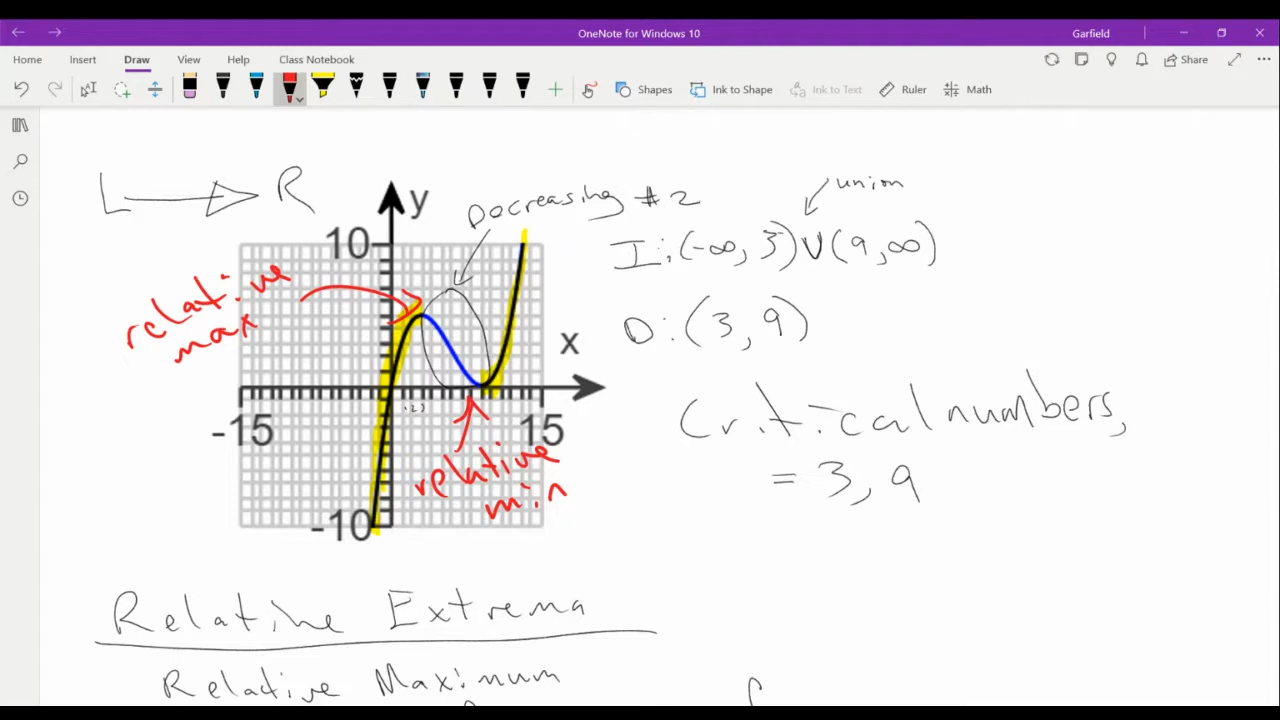 OneNote for Windows 10
Garfield
Home Insert Draw View Help Class Notebook
Share
Shapes
Ink to Shape
Ink to Text
Ruler
Math
L R
y
Decreasing # 2
union
10
I: (-∞, 3) U (9, ∞)
relative
max
D: (3, 9)
x
-15
15
Critical numbers,
= 3, 9
relative
min
-10
Relative Extrema
Relative Maximum